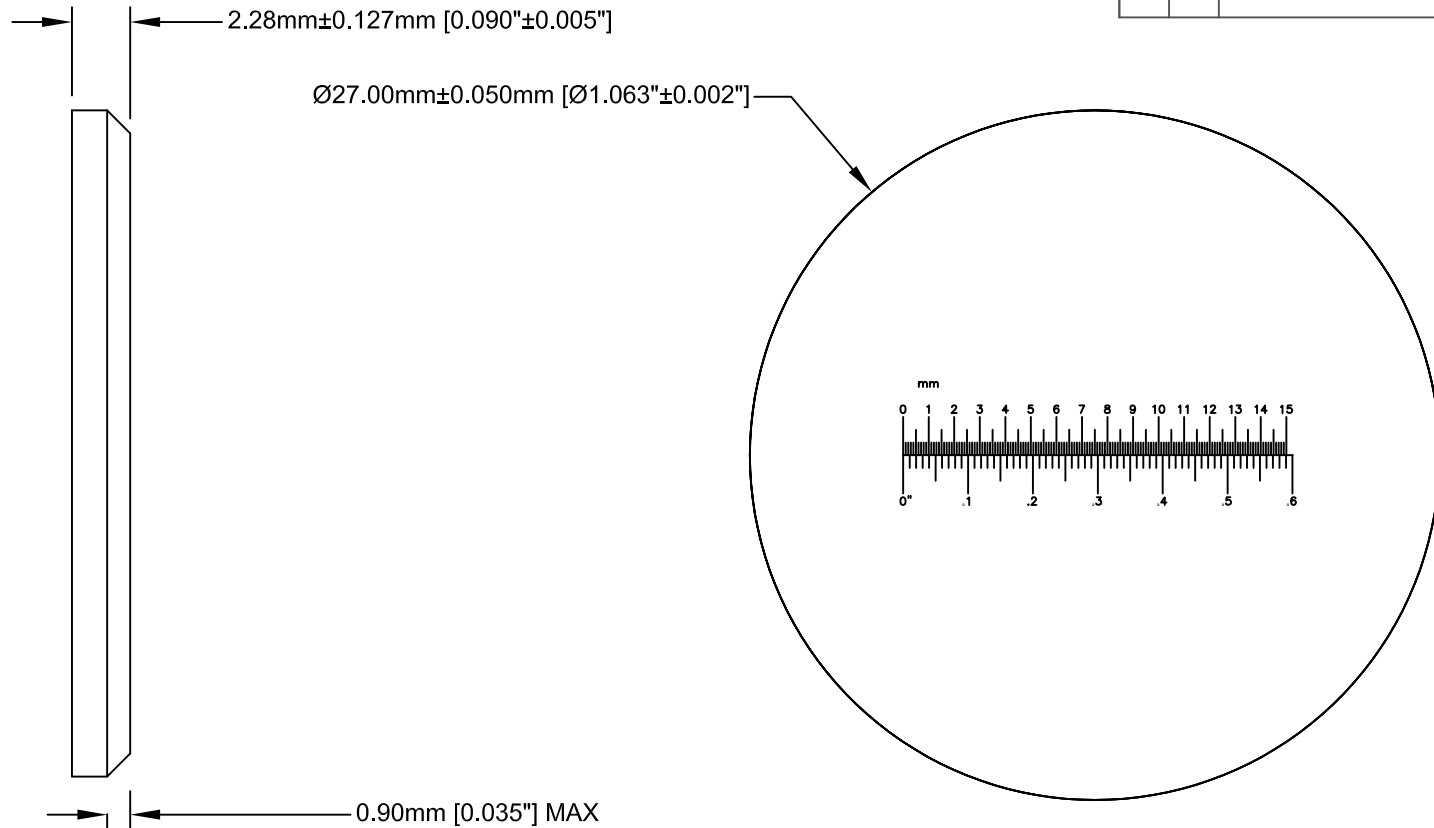 2.28mm±0.127mm [0.090"±0.005"]
Ø27.00mm±0.050mm [Ø1.063"±0.002"]
mm
0 1 2 3 4 5 6 7 8 9 10 11 12 13 14 15
0" .1 .2 .3 .4 .5 .6
0.90mm [0.035"] MAX